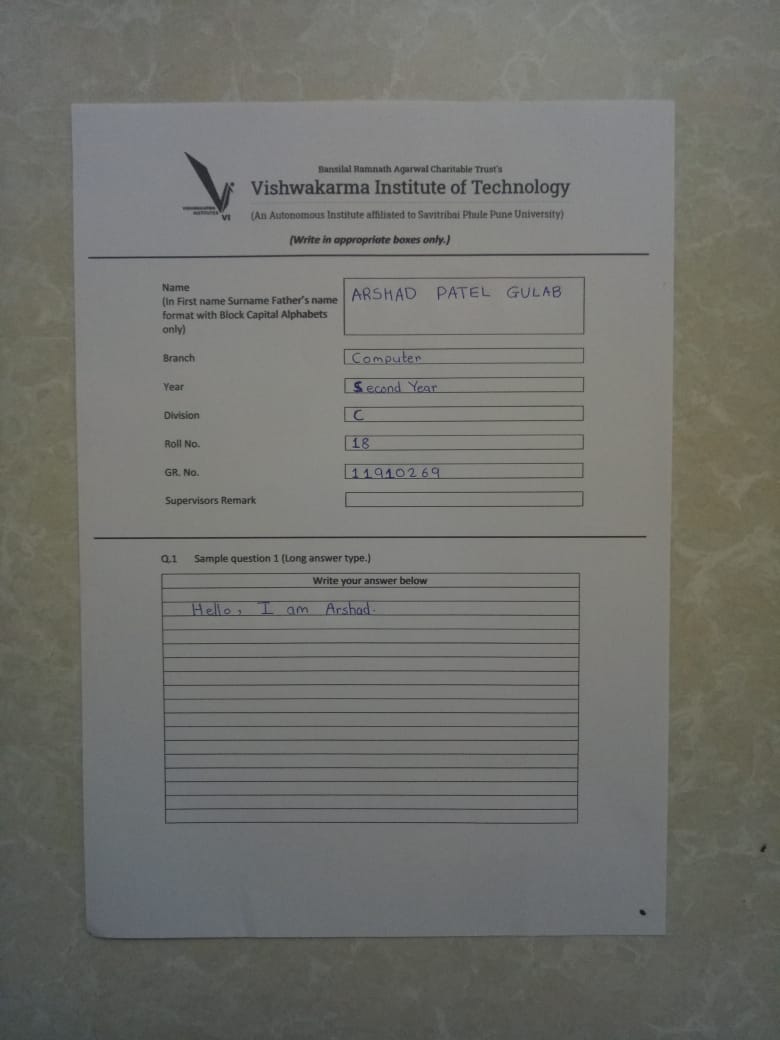 Bansilal Ramnath Agarwal Charitable Trust's
Vishwakarma Institute of Technology
(An Autonomous Institute affiliated to Savitribai Phule Pune University)
VISHWAKARMA
INSTITUTES
VI
(Write in appropriate boxes only.)
Name
(In First name Surname Father's name
format with Block Capital Alphabets
only)
ARSHAD PATEL GULAB
Branch Computer
Year Second Year
Division C
Roll No. 18
GR. No. 11910269
Supervisors Remark
Q.1 Sample question 1 (Long answer type.)
Write your answer below
Hello, I am Arshad.